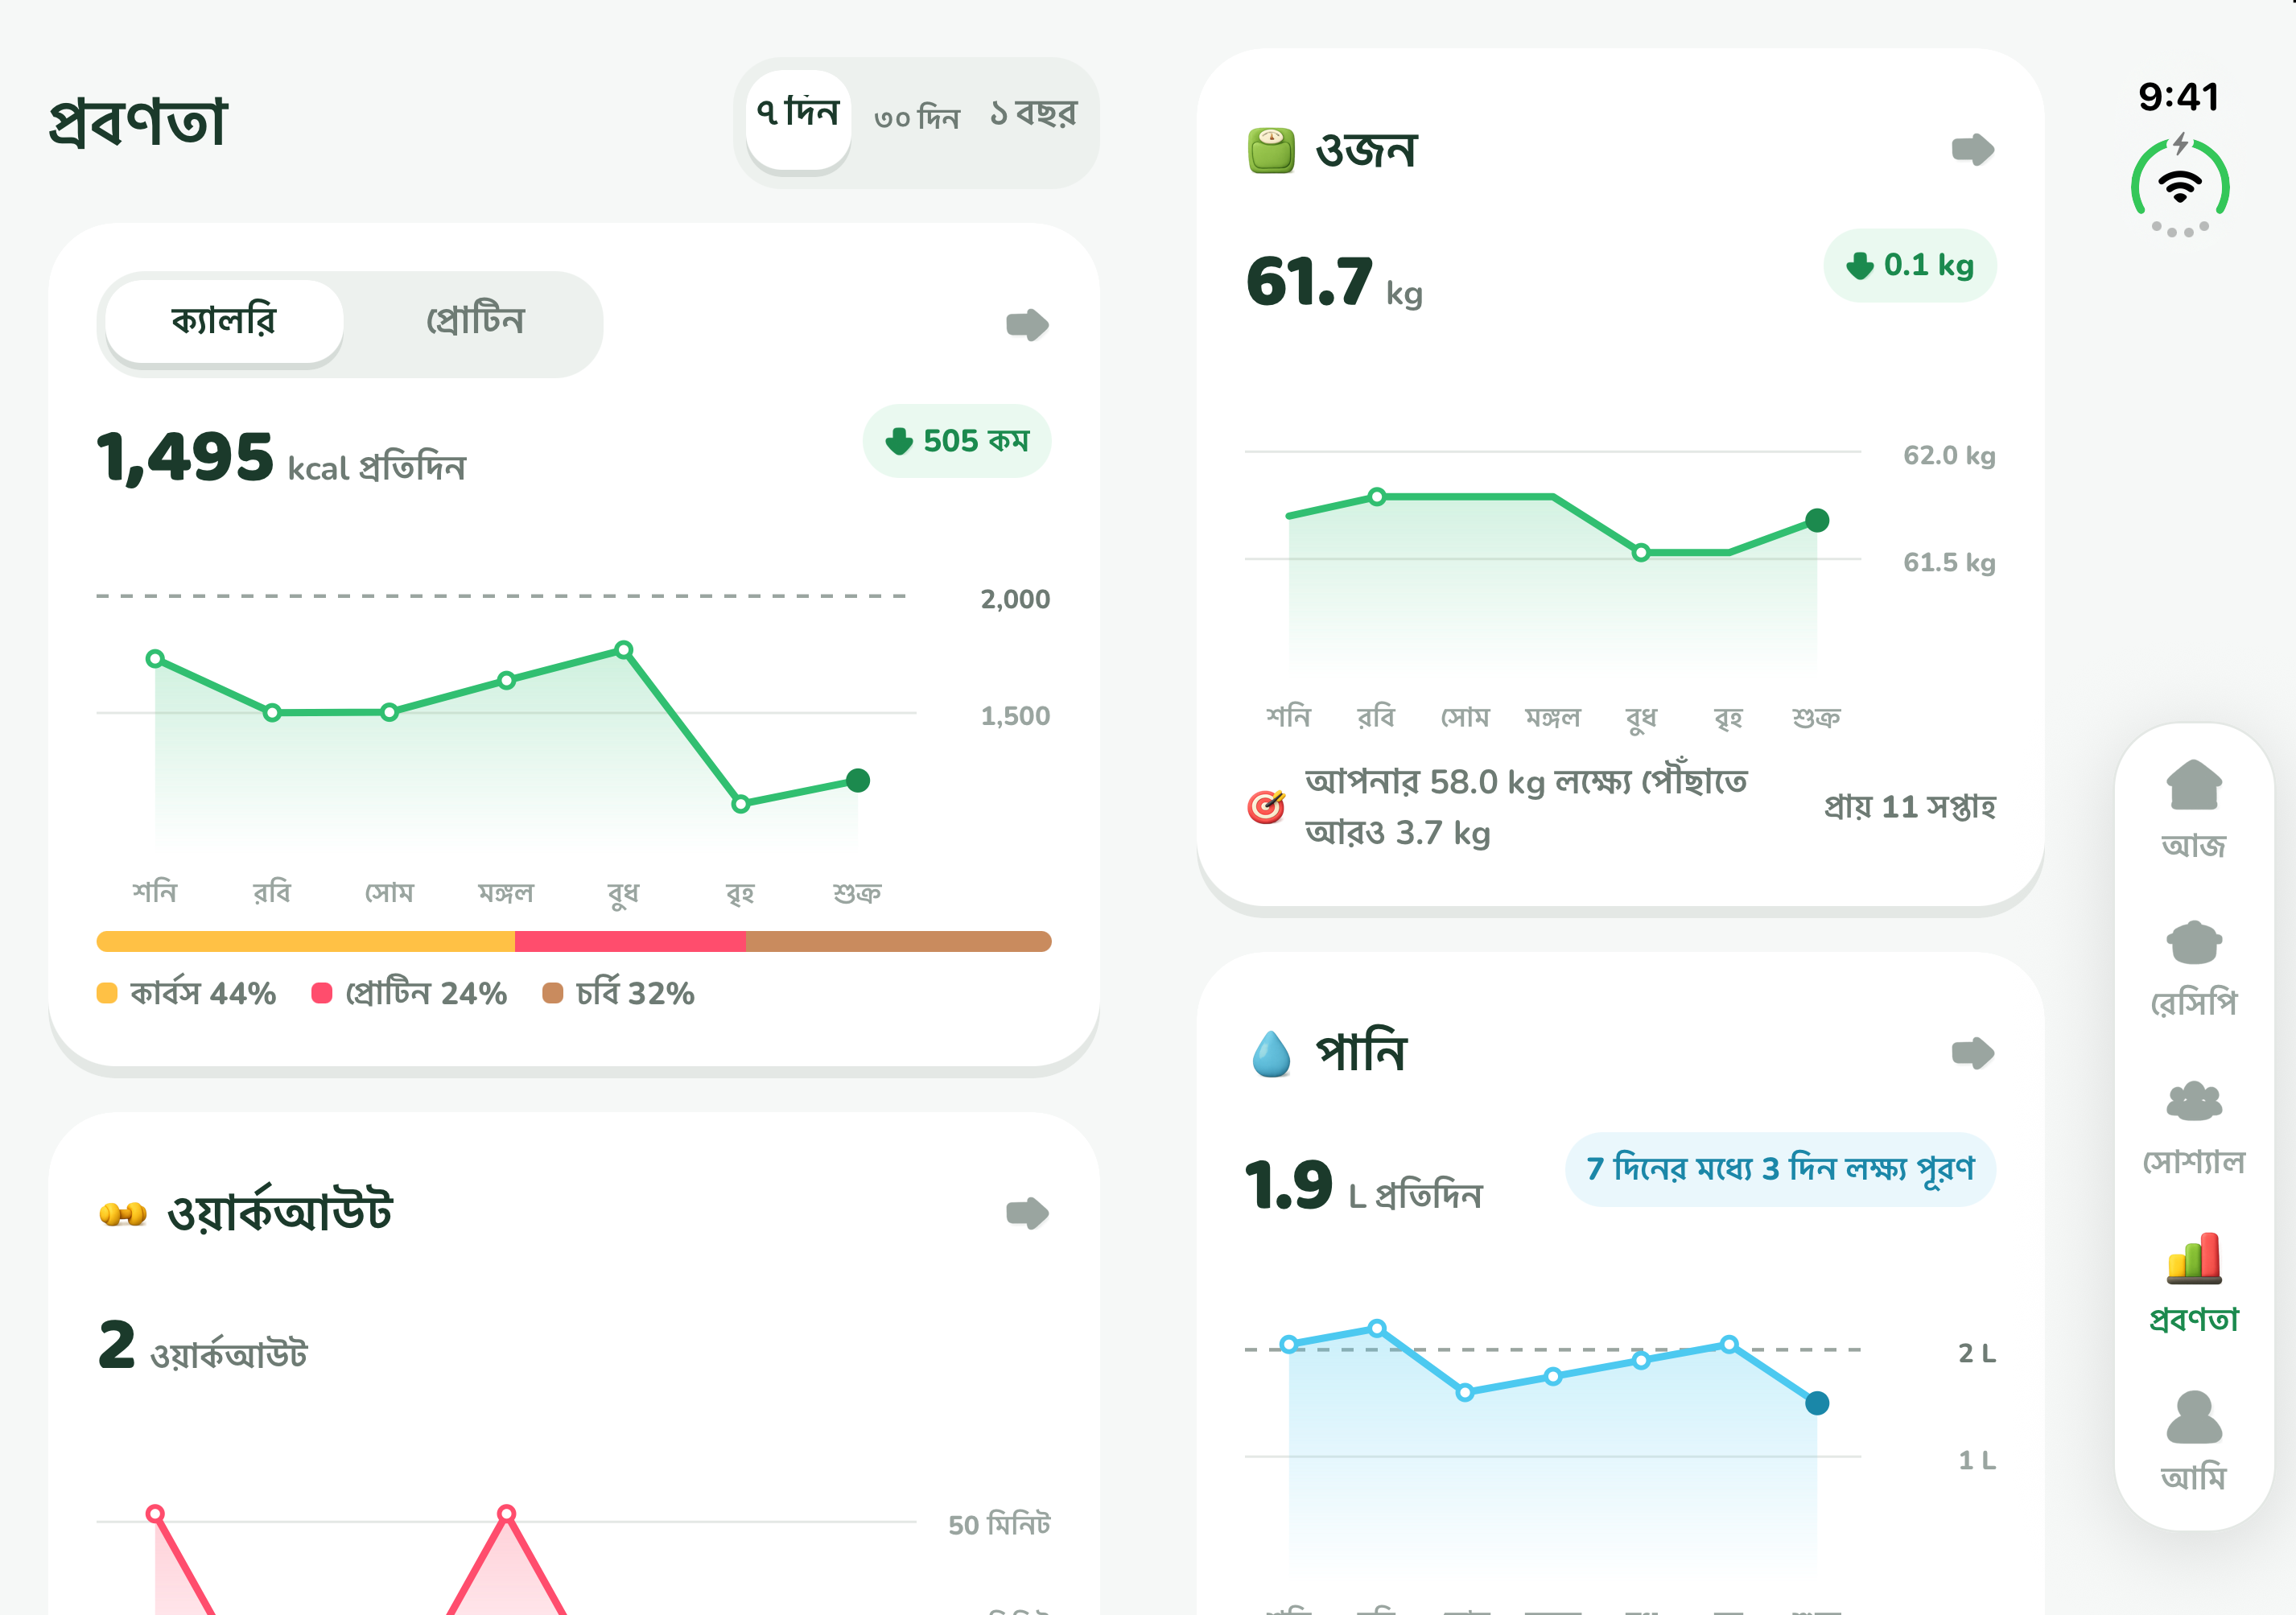 প্রবণতা
৭ দিন
৩০ দিন
১ বছর
ক্যালরি
প্রোটিন
1,495 kcal প্রতিদিন
505 কম
2,000
1,500
শনি রবি সোম মঙ্গল বুধ বৃহ শুক্র
কার্বস 44% প্রোটিন 24% চর্বি 32%
ওয়ার্কআউট
2 ওয়ার্কআউট
50 মিনিট
ওজন
61.7 kg
0.1 kg
62.0 kg
61.5 kg
শনি রবি সোম মঙ্গল বুধ বৃহ শুক্র
আপনার 58.0 kg লক্ষ্যে পৌঁছাতে
আরও 3.7 kg
প্রায় 11 সপ্তাহ
পানি
1.9 L প্রতিদিন
7 দিনের মধ্যে 3 দিন লক্ষ্য পূরণ
2 L
1 L
9:41
আজ
রেসিপি
সোশ্যাল
প্রবণতা
আমি